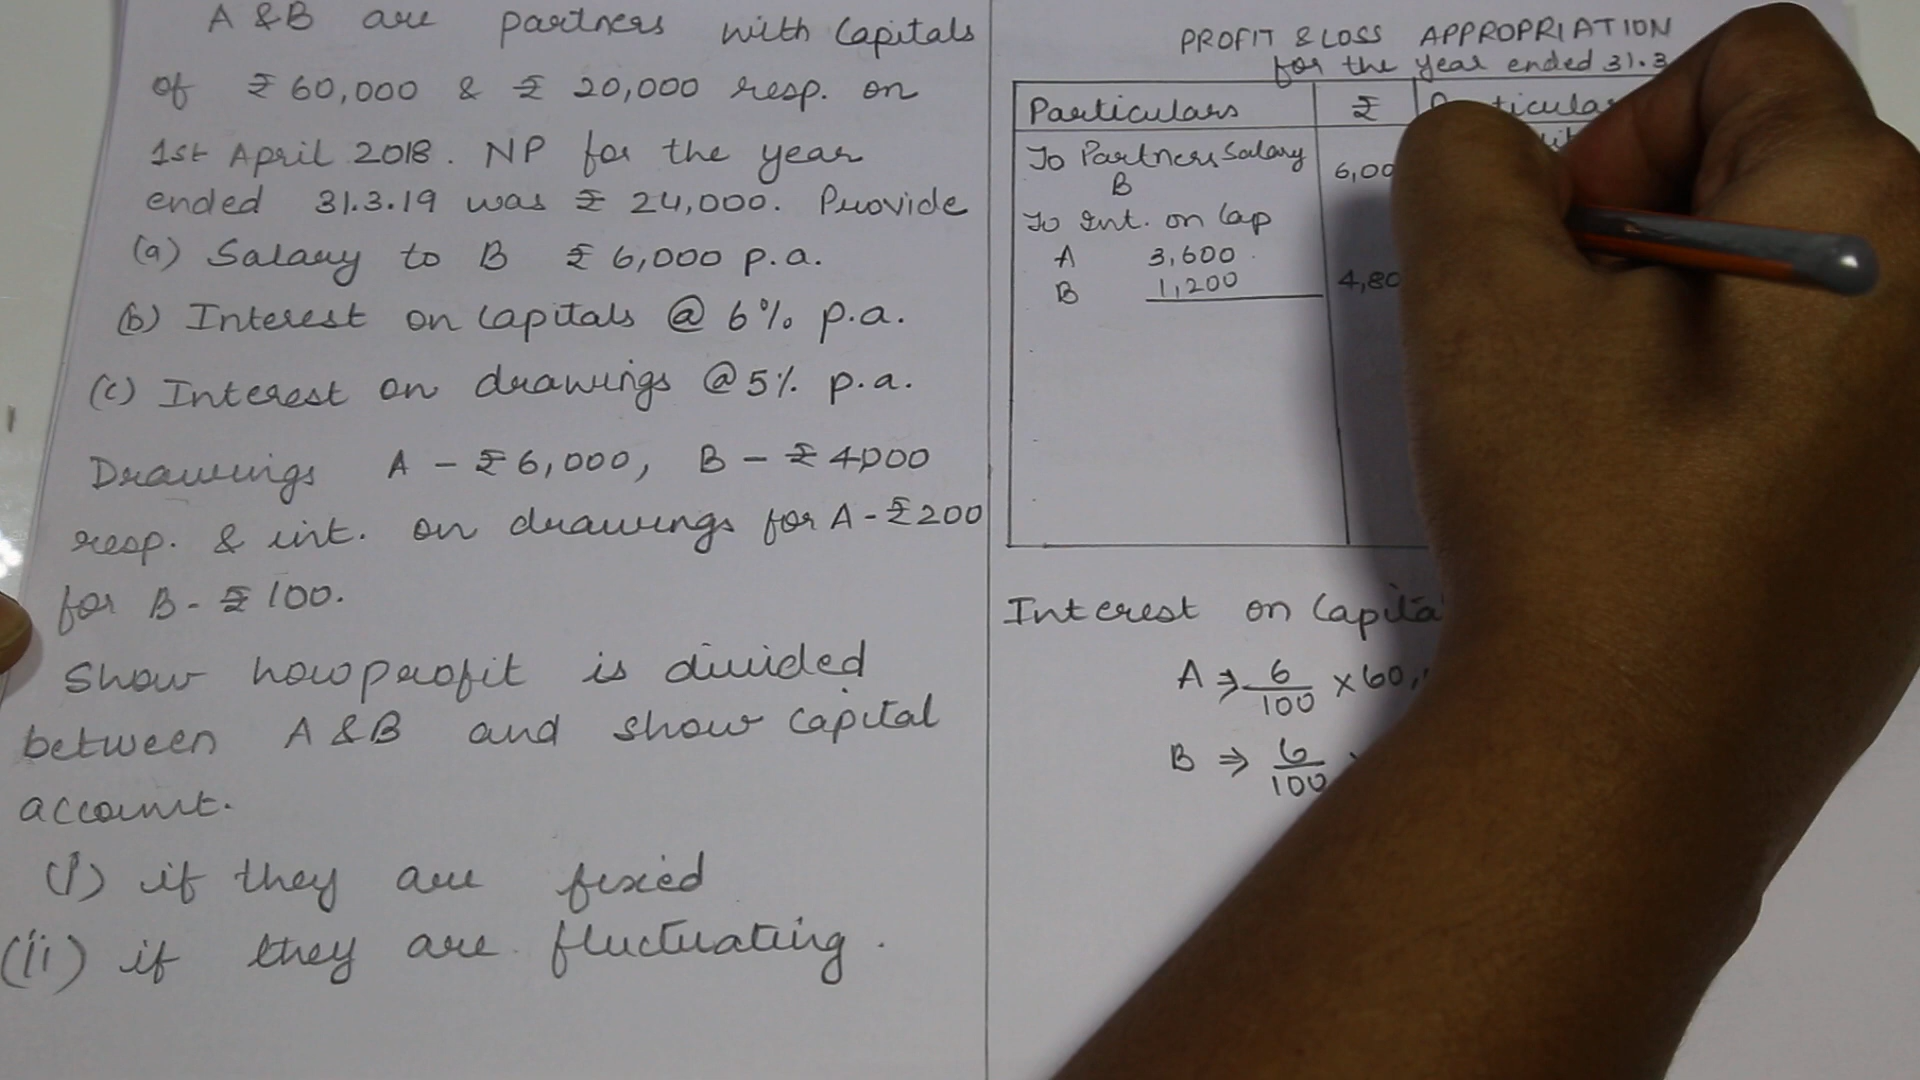 A & B are partners with Capitals
of ₹ 60,000 & ₹ 20,000 resp. on
1st April 2018. NP for the year
ended 31.3.19 was ₹ 24,000. Provide
(a) Salary to B ₹ 6,000 p.a.
(b) Interest on Capitals @ 6% p.a.
(c) Interest on drawings @ 5% p.a.
Drawings A - ₹ 6,000, B - ₹ 4000
resp. & int. on drawings for A - ₹ 200
for B - ₹ 100.
Show how profit is divided
between A & B and show capital
account.
(i) if they are fixed
(ii) if they are fluctuating.
PROFIT & LOSS APPROPRIATION
for the year ended 31.3
Particulars ₹
To Partners Salary
B 6,00
To Int. on Cap
A 3,600
B 1,200 4,80
Interest on Capita
A ⇒ 6/100 × 60,
B ⇒ 6/100